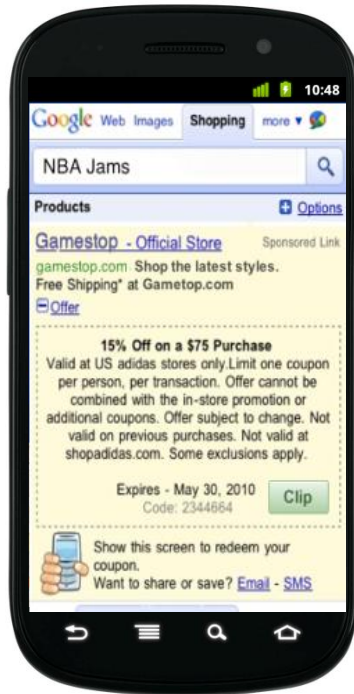 10:48
Google Web Images Shopping more ▼
NBA Jams
Products Options
Gamestop - Official Store Sponsored Link
gamestop.com Shop the latest styles.
Free Shipping* at Gametop.com
Offer
15% Off on a $75 Purchase
Valid at US adidas stores only.Limit one coupon
per person, per transaction. Offer cannot be
combined with the in-store promotion or
additional coupons. Offer subject to change. Not
valid on previous purchases. Not valid at
shopadidas.com. Some exclusions apply.
Expires - May 30, 2010
Code: 2344664
Clip
Show this screen to redeem your
coupon.
Want to share or save? Email - SMS